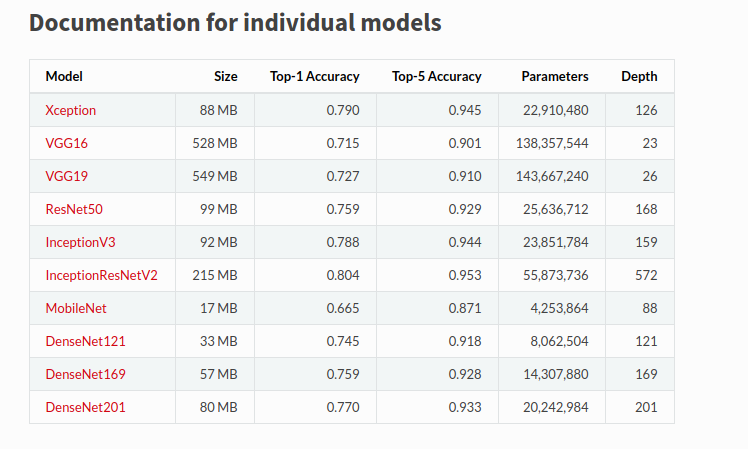 Documentation for individual models
Model Size Top-1 Accuracy Top-5 Accuracy Parameters Depth
Xception 88 MB 0.790 0.945 22,910,480 126
VGG16 528 MB 0.715 0.901 138,357,544 23
VGG19 549 MB 0.727 0.910 143,667,240 26
ResNet50 99 MB 0.759 0.929 25,636,712 168
InceptionV3 92 MB 0.788 0.944 23,851,784 159
InceptionResNetV2 215 MB 0.804 0.953 55,873,736 572
MobileNet 17 MB 0.665 0.871 4,253,864 88
DenseNet121 33 MB 0.745 0.918 8,062,504 121
DenseNet169 57 MB 0.759 0.928 14,307,880 169
DenseNet201 80 MB 0.770 0.933 20,242,984 201